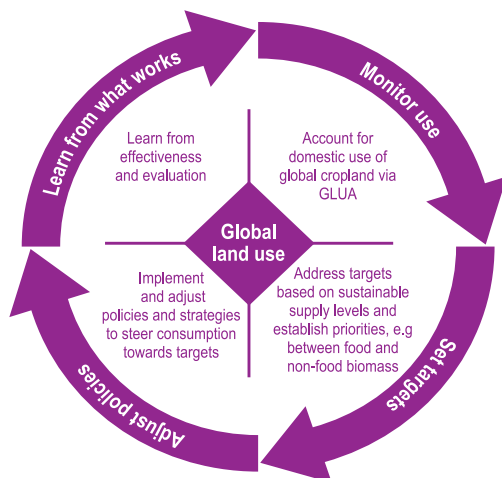 Learn from what works
Monitor use
Learn from
effectiveness
and evaluation
Account for
domestic use of
global cropland via
GLUA
Global
land use
Implement
and adjust
policies and strategies
to steer consumption
towards targets
Address targets
based on sustainable
supply levels and
establish priorities, e.g
between food and
non-food biomass
Adjust policies
Set targets